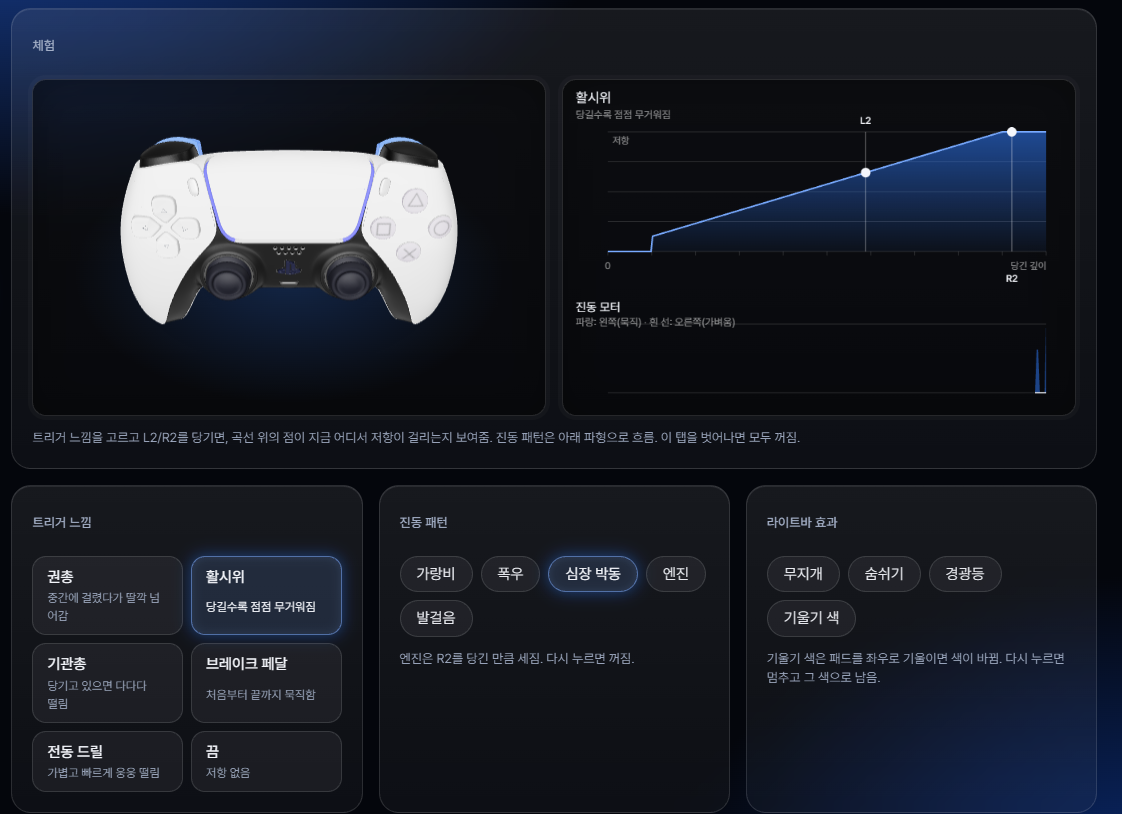 체험
활시위
당길수록 점점 무거워짐
L2
저항
0
당긴 깊이
R2
진동 모터
파랑: 왼쪽(묵직) · 흰 선: 오른쪽(가벼움)
트리거 느낌을 고르고 L2/R2를 당기면, 곡선 위의 점이 지금 어디서 저항이 걸리는지 보여줌. 진동 패턴은 아래 파형으로 흐름. 이 탭을 벗어나면 모두 꺼짐.
트리거 느낌
권총
중간에 걸렸다가 딸깍 넘
어감
활시위
당길수록 점점 무거워짐
기관총
당기고 있으면 다다다
떨림
브레이크 페달
처음부터 끝까지 묵직함
전동 드릴
가볍고 빠르게 웅웅 떨림
끔
저항 없음
진동 패턴
가랑비
폭우
심장 박동
엔진
발걸음
엔진은 R2를 당긴 만큼 세짐. 다시 누르면 꺼짐.
라이트바 효과
무지개
숨쉬기
경광등
기울기 색
기울기 색은 패드를 좌우로 기울이면 색이 바뀜. 다시 누르면
멈추고 그 색으로 남음.